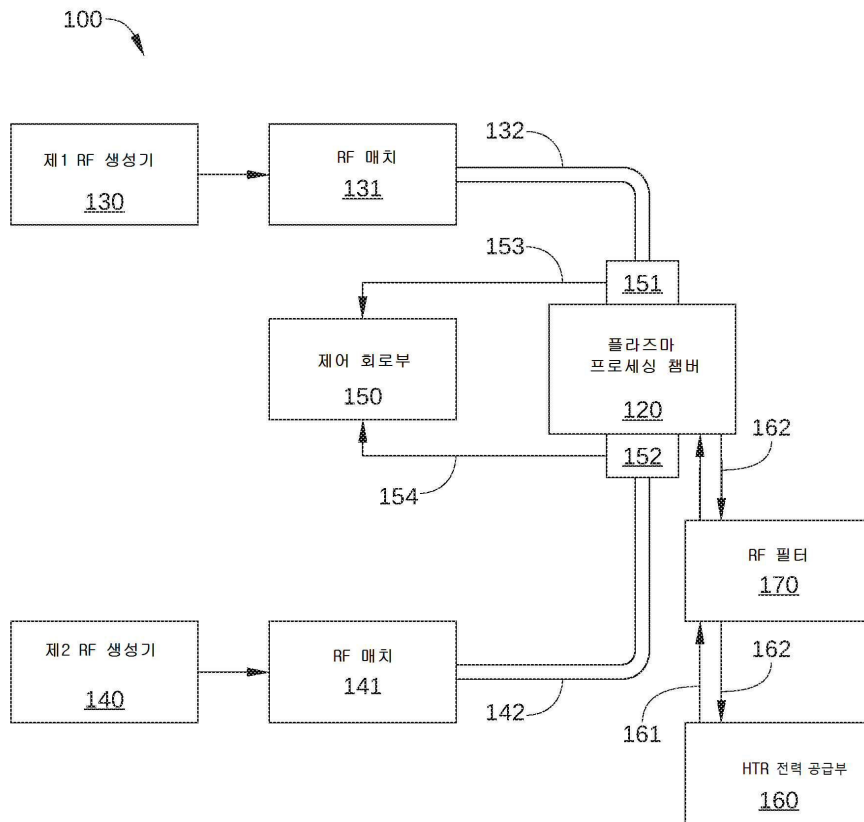 100
제1 RF 생성기
130
RF 매치
131
132
153
151
제어 회로부
150
플라즈마
프로세싱 챔버
120
152
154
162
RF 필터
170
제2 RF 생성기
140
RF 매치
141
142
161
162
HTR 전력 공급부
160